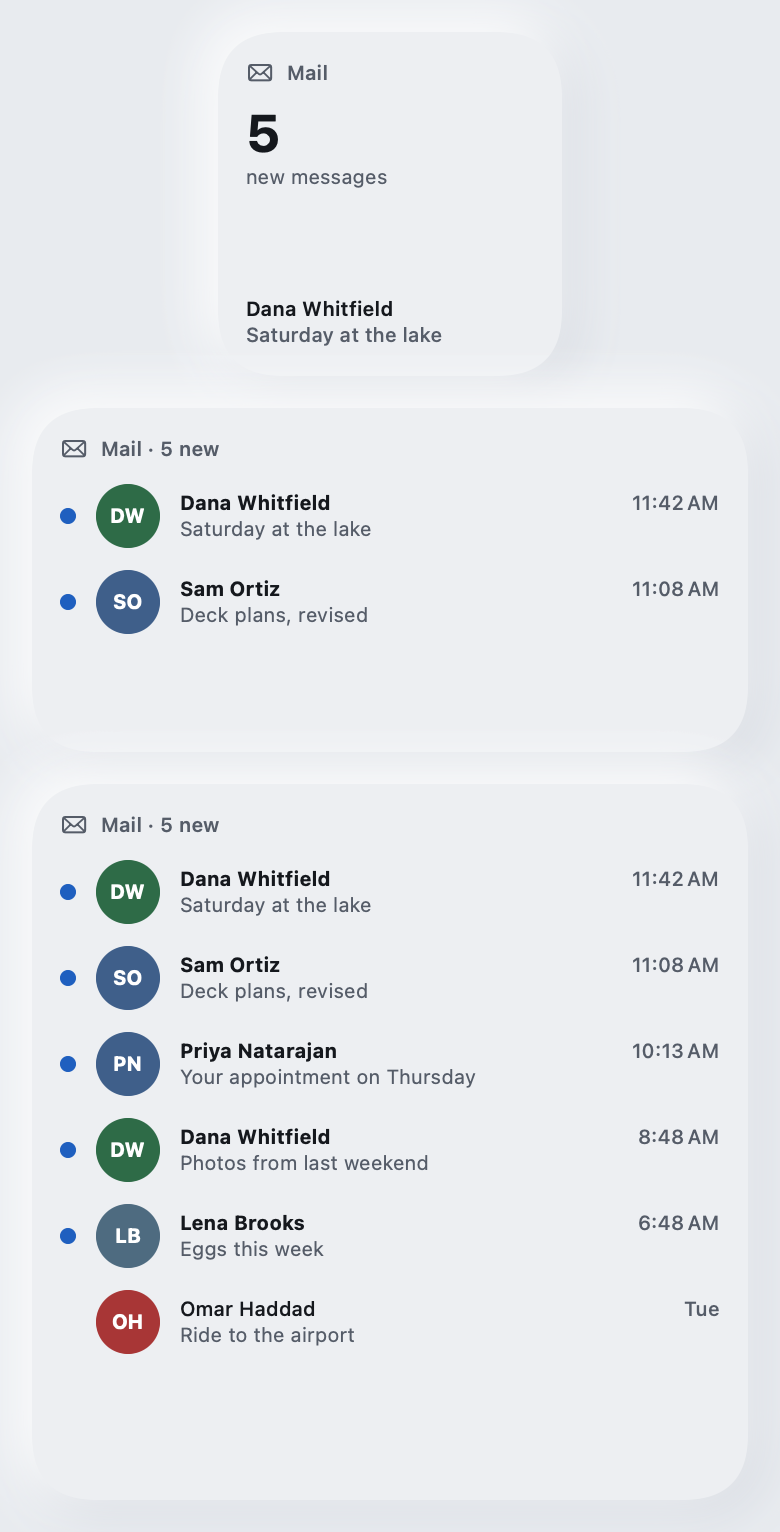 Mail
5
new messages
Dana Whitfield
Saturday at the lake
Mail · 5 new
DW Dana Whitfield 11:42 AM
Saturday at the lake
SO Sam Ortiz 11:08 AM
Deck plans, revised
Mail · 5 new
DW Dana Whitfield 11:42 AM
Saturday at the lake
SO Sam Ortiz 11:08 AM
Deck plans, revised
PN Priya Natarajan 10:13 AM
Your appointment on Thursday
DW Dana Whitfield 8:48 AM
Photos from last weekend
LB Lena Brooks 6:48 AM
Eggs this week
OH Omar Haddad Tue
Ride to the airport